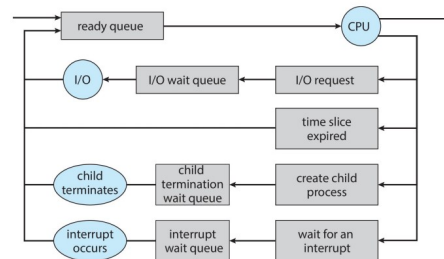 ready queue
CPU
I/O
I/O wait queue
I/O request
time slice
expired
child
terminates
child
termination
wait queue
create child
process
interrupt
occurs
interrupt
wait queue
wait for an
interrupt